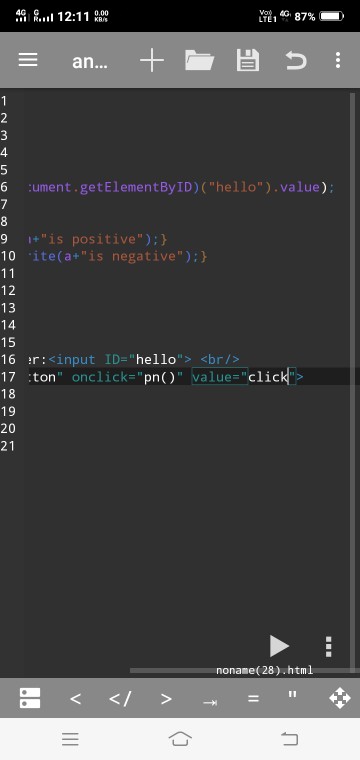 4G G 12:11 0.00 KB/s Vo)) LTE1 4G 87%
an...
1
2
3
4
5
6 cument.getElementByID)("hello").value);
7
8
9 a+"is positive");}
10 rite(a+"is negative");}
11
12
13
14
15
16 er:<input ID="hello"> <br/>
17 tton" onclick="pn()" value="click">
18
19
20
21
noname(28).html
< </ > = "